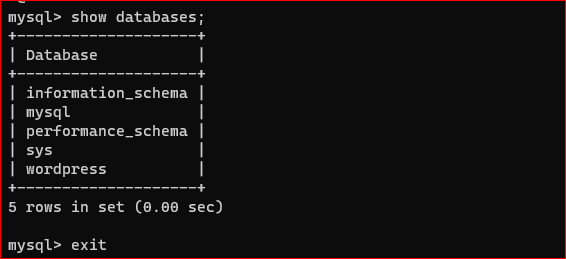 mysql> show databases;
+--------------------+
| Database           |
+--------------------+
| information_schema |
| mysql              |
| performance_schema |
| sys                |
| wordpress          |
+--------------------+
5 rows in set (0.00 sec)
mysql> exit